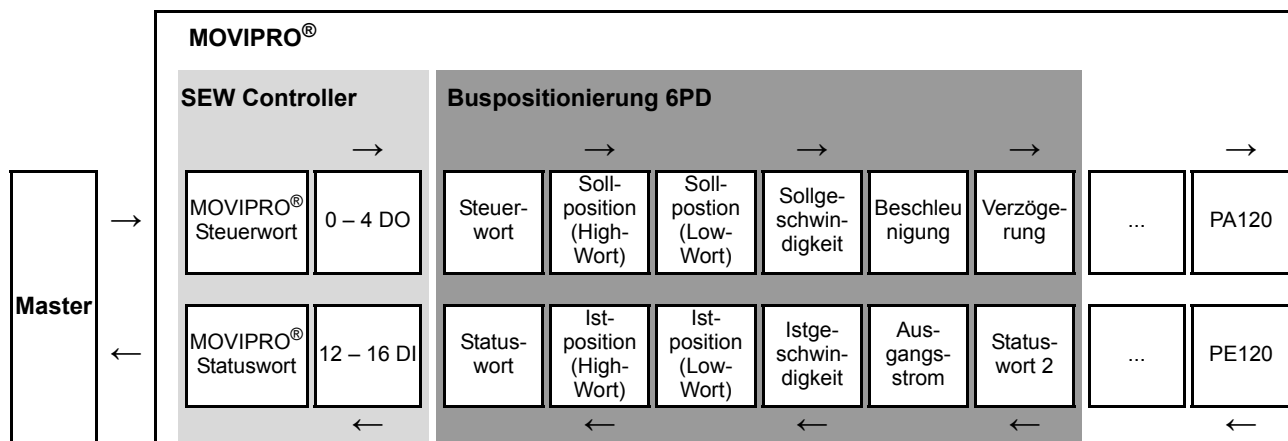 MOVIPRO®
SEW Controller
Buspositionierung 6PD
→ → → → →
Master
→
←
MOVIPRO®
Steuerwort
0 – 4 DO
Steuer-
wort
Soll-
position
(High-
Wort)
Soll-
postion
(Low-
Wort)
Sollge-
schwin-
digkeit
Beschleu
nigung
Verzöge-
rung
...
PA120
MOVIPRO®
Statuswort
12 – 16 DI
Status-
wort
Ist-
position
(High-
Wort)
Ist-
position
(Low-
Wort)
Istge-
schwin-
digkeit
Aus-
gangs-
strom
Status-
wort 2
...
PE120
← ← ← ← ←